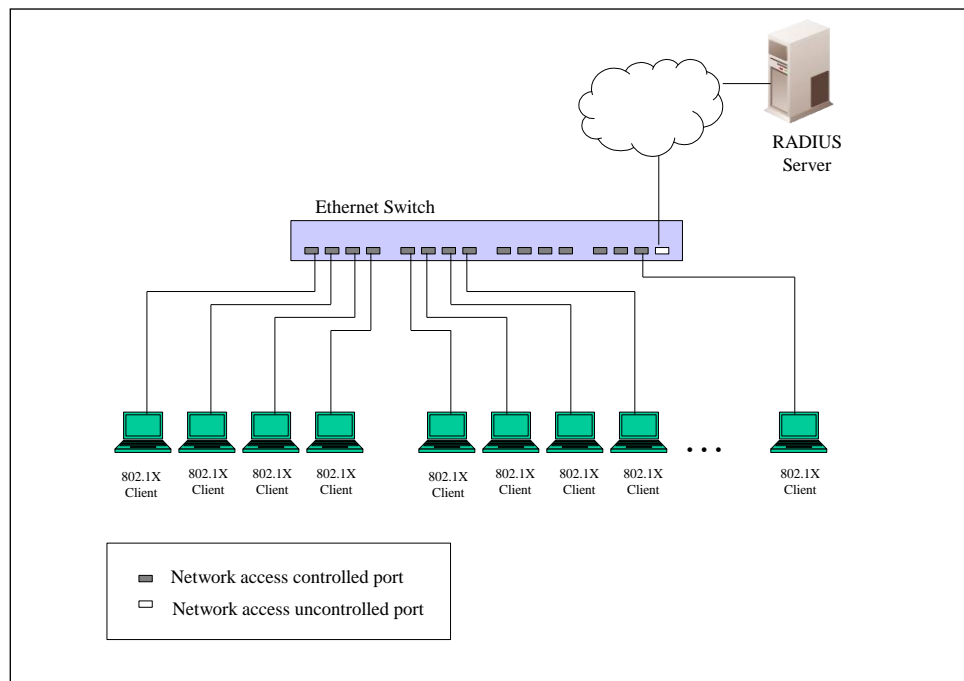 RADIUS
Server
Ethernet Switch
802.1X
Client
802.1X
Client
802.1X
Client
802.1X
Client
802.1X
Client
802.1X
Client
802.1X
Client
802.1X
Client
. . .
802.1X
Client
Network access controlled port
Network access uncontrolled port